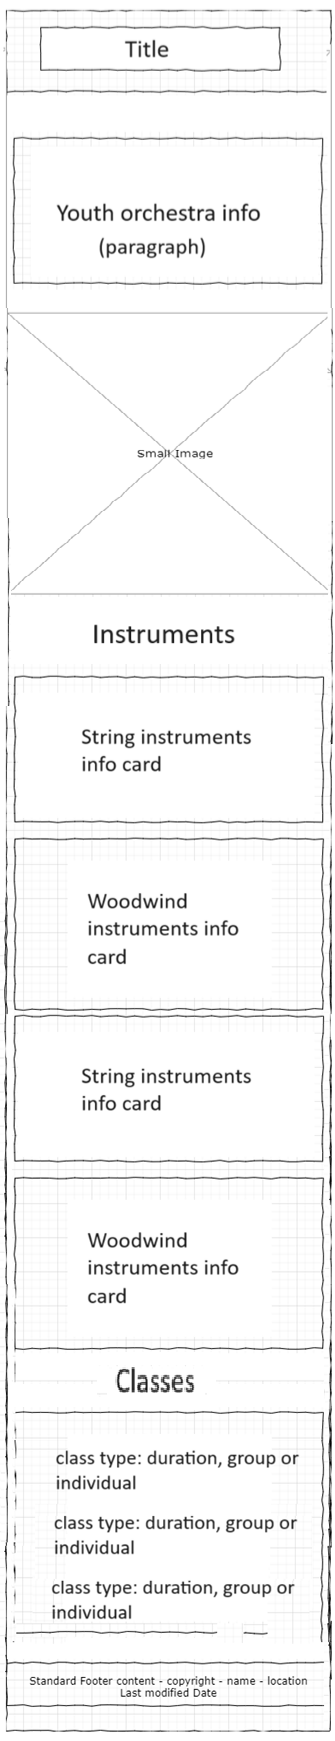 Title
Youth orchestra info
(paragraph)
Small Image
Instruments
String instruments
info card
Woodwind
instruments info
card
String instruments
info card
Woodwind
instruments info
card
Classes
class type: duration, group or
individual
class type: duration, group or
individual
class type: duration, group or
individual
Standard Footer content - copyright - name - location
Last modified Date